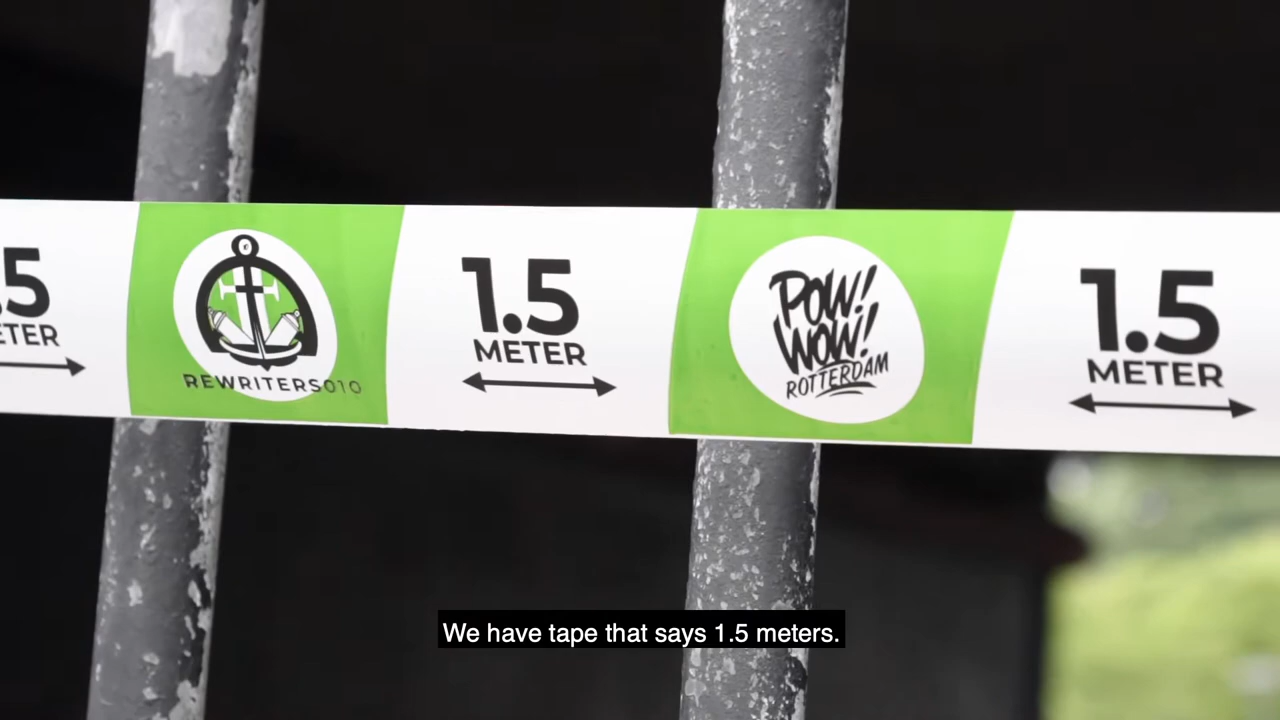 .5
ETER
REWRITERS010
1.5
METER
POW!
WOW!
ROTTERDAM
1.5
METER
We have tape that says 1.5 meters.